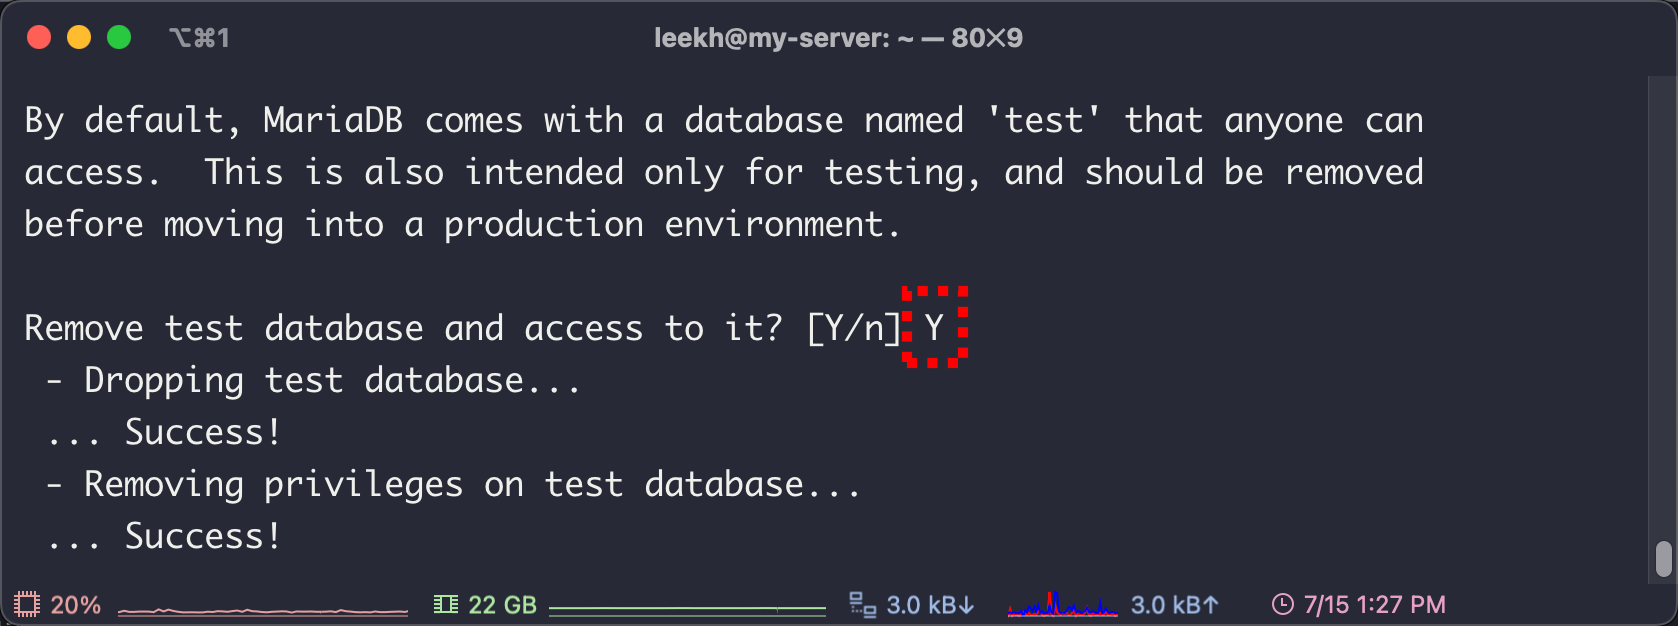 ⌥⌘1
leekh@my-server: ~ — 80×9
By default, MariaDB comes with a database named 'test' that anyone can
access.  This is also intended only for testing, and should be removed
before moving into a production environment.
Remove test database and access to it? [Y/n] Y
 - Dropping test database...
 ... Success!
 - Removing privileges on test database...
 ... Success!
20% 22 GB 3.0 kB↓ 3.0 kB↑ 7/15 1:27 PM